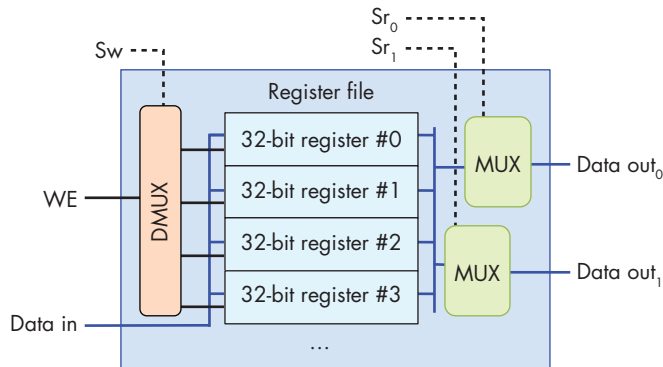 Sr₀
Sr₁
Sw
Register file
32-bit register #0
MUX
Data out₀
WE
DMUX
32-bit register #1
32-bit register #2
MUX
Data out₁
32-bit register #3
Data in
...